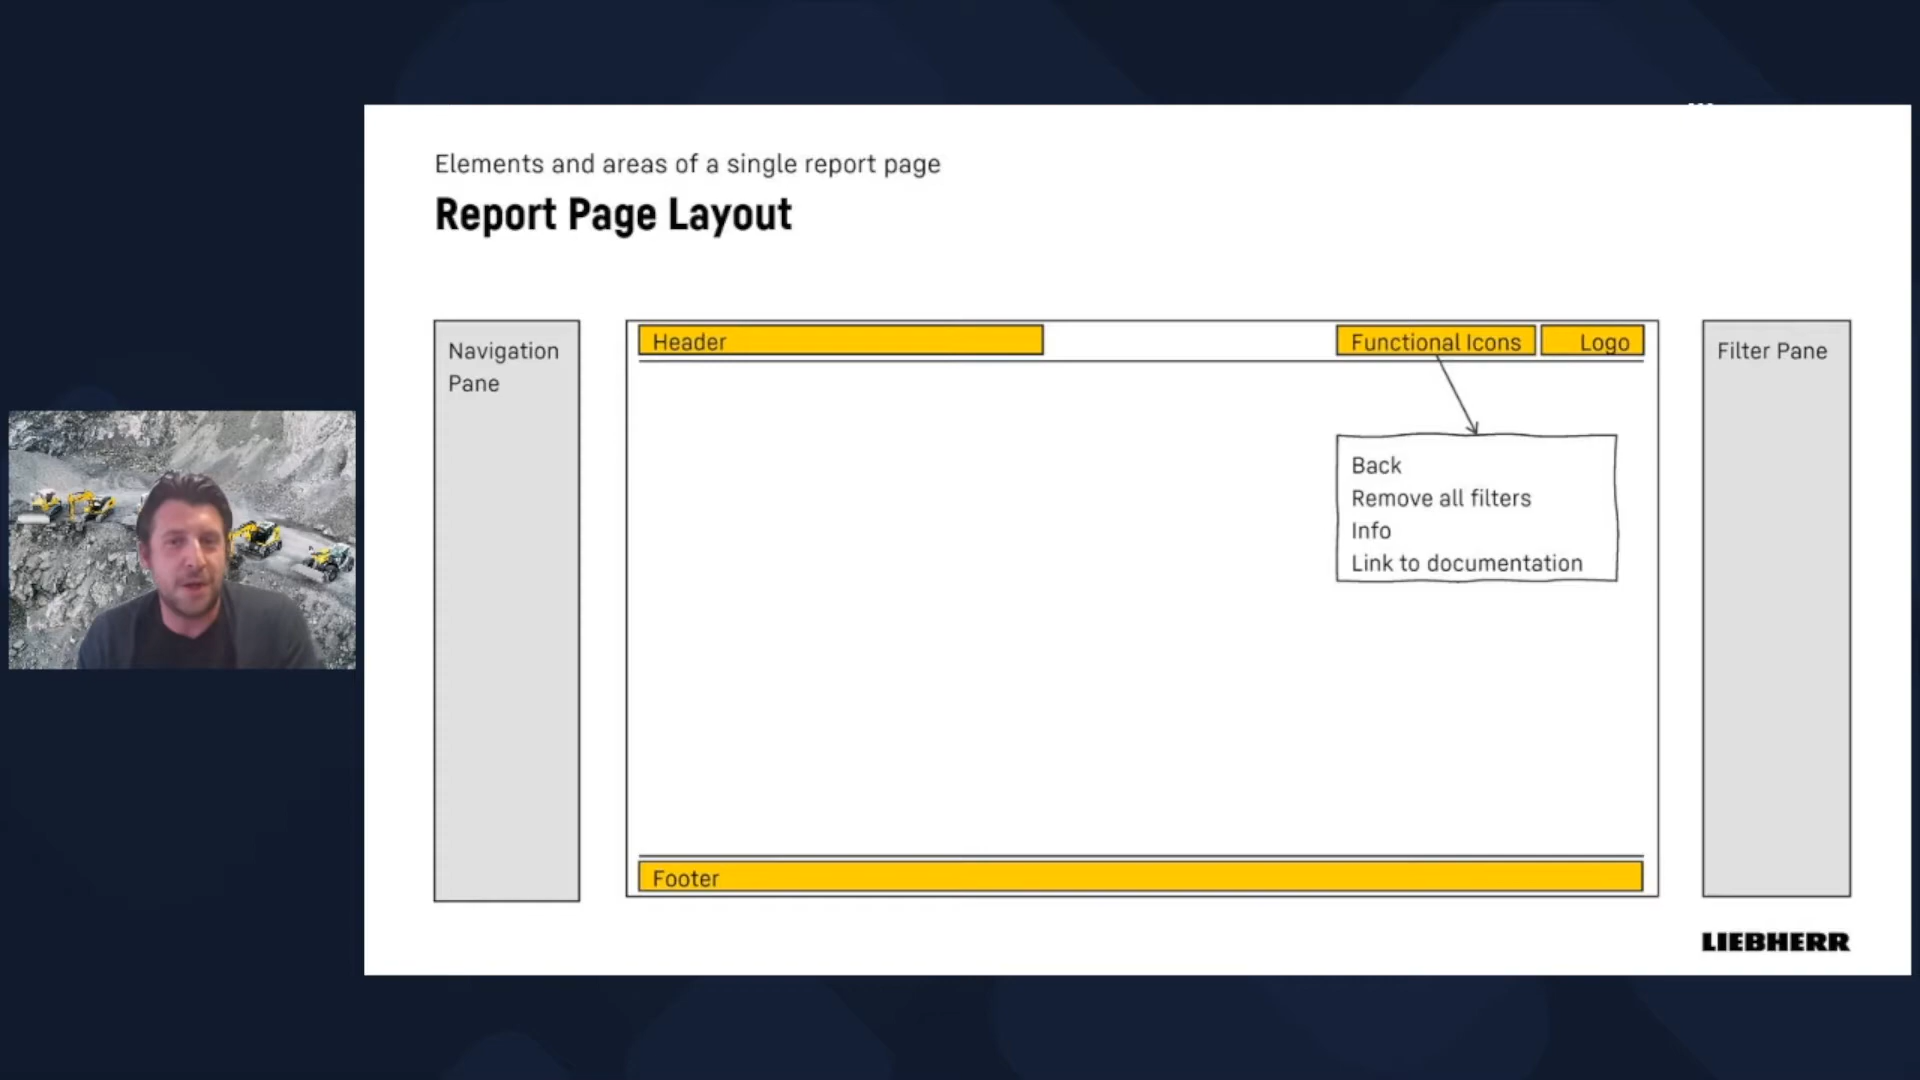 Elements and areas of a single report page
Report Page Layout
Navigation
Pane
Header
Functional Icons
Logo
Filter Pane
Back
Remove all filters
Info
Link to documentation
Footer
LIEBHERR